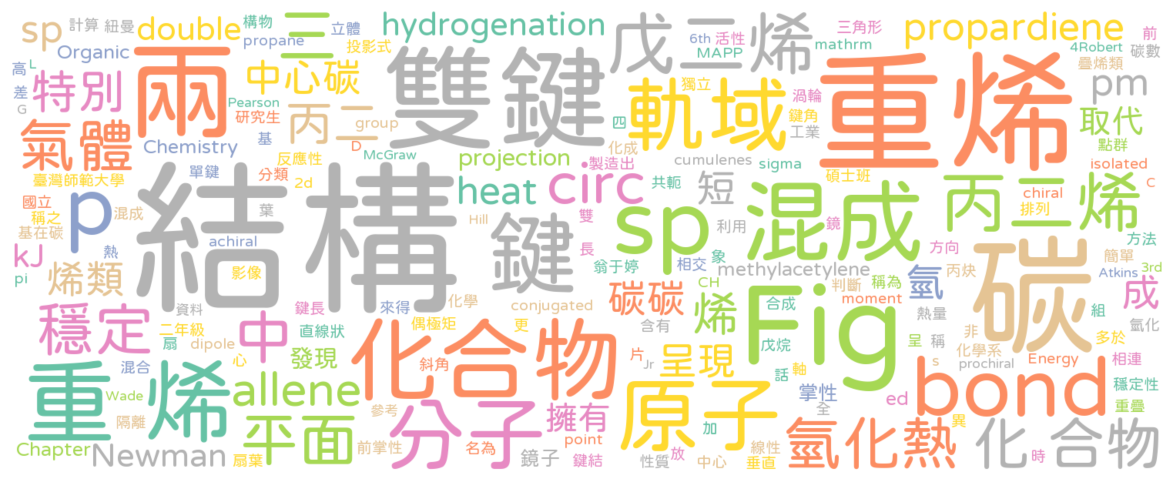 sp 計算 紐曼 double 三 構物 立體 hydrogenation 戊二烯 6th 活性 三角形 propardiene 前
L Organic propane 投影式 MAPP mathrm 4Robert 碳數
高 特別 兩 中心碳 雙鍵 獨立 渦輪 重烯 疊烯類
差 G Pearson 研究生 丙二 group 四 軌域 鍵角 工業 pm 取代
氣體 Chemistry 基 D McGraw 化成 點群
臺灣師範大學 單鍵 反應性 projection 製造出 cumulenes sigma isolated
國立 分類 2d heat circ 共軛 短 碩士班 chiral C
稱之 混成 p 葉 結構 Hill 鍵 雙 sp 混成 利用 鏡 丙二烯 排列
基在碳 熱 achiral 長 翁于婷 相交 象 方向 方法 簡單
kJ 烯類 影像 methylacetylene 判斷 稱為 氫 丙炔 碳 Atkins 3rd
pi 資料 鍵長 來得 化學 conjugated 碳碳 烯 CH 合成 moment 熱量 成 組
穩定 二年級 直線狀 偶極矩 更 含有 Fig 戊烷 呈 稱 非 化學系 多於 氫化
扇 dipole 中 發現 化合物 片 Jr 呈現 話 軸 s prochiral Energy 相連
重烯 混合 心 allene 斜角 原子 掌性 bond 穩定性
Wade 隔離 平面 參考 分子 擁有 全 ed 重疊
Chapter Newman 扇葉 前掌性 名為 point 加 線性 氫化熱 異 化合物
鏡子 鍵結 性質 放 中心 垂直 時